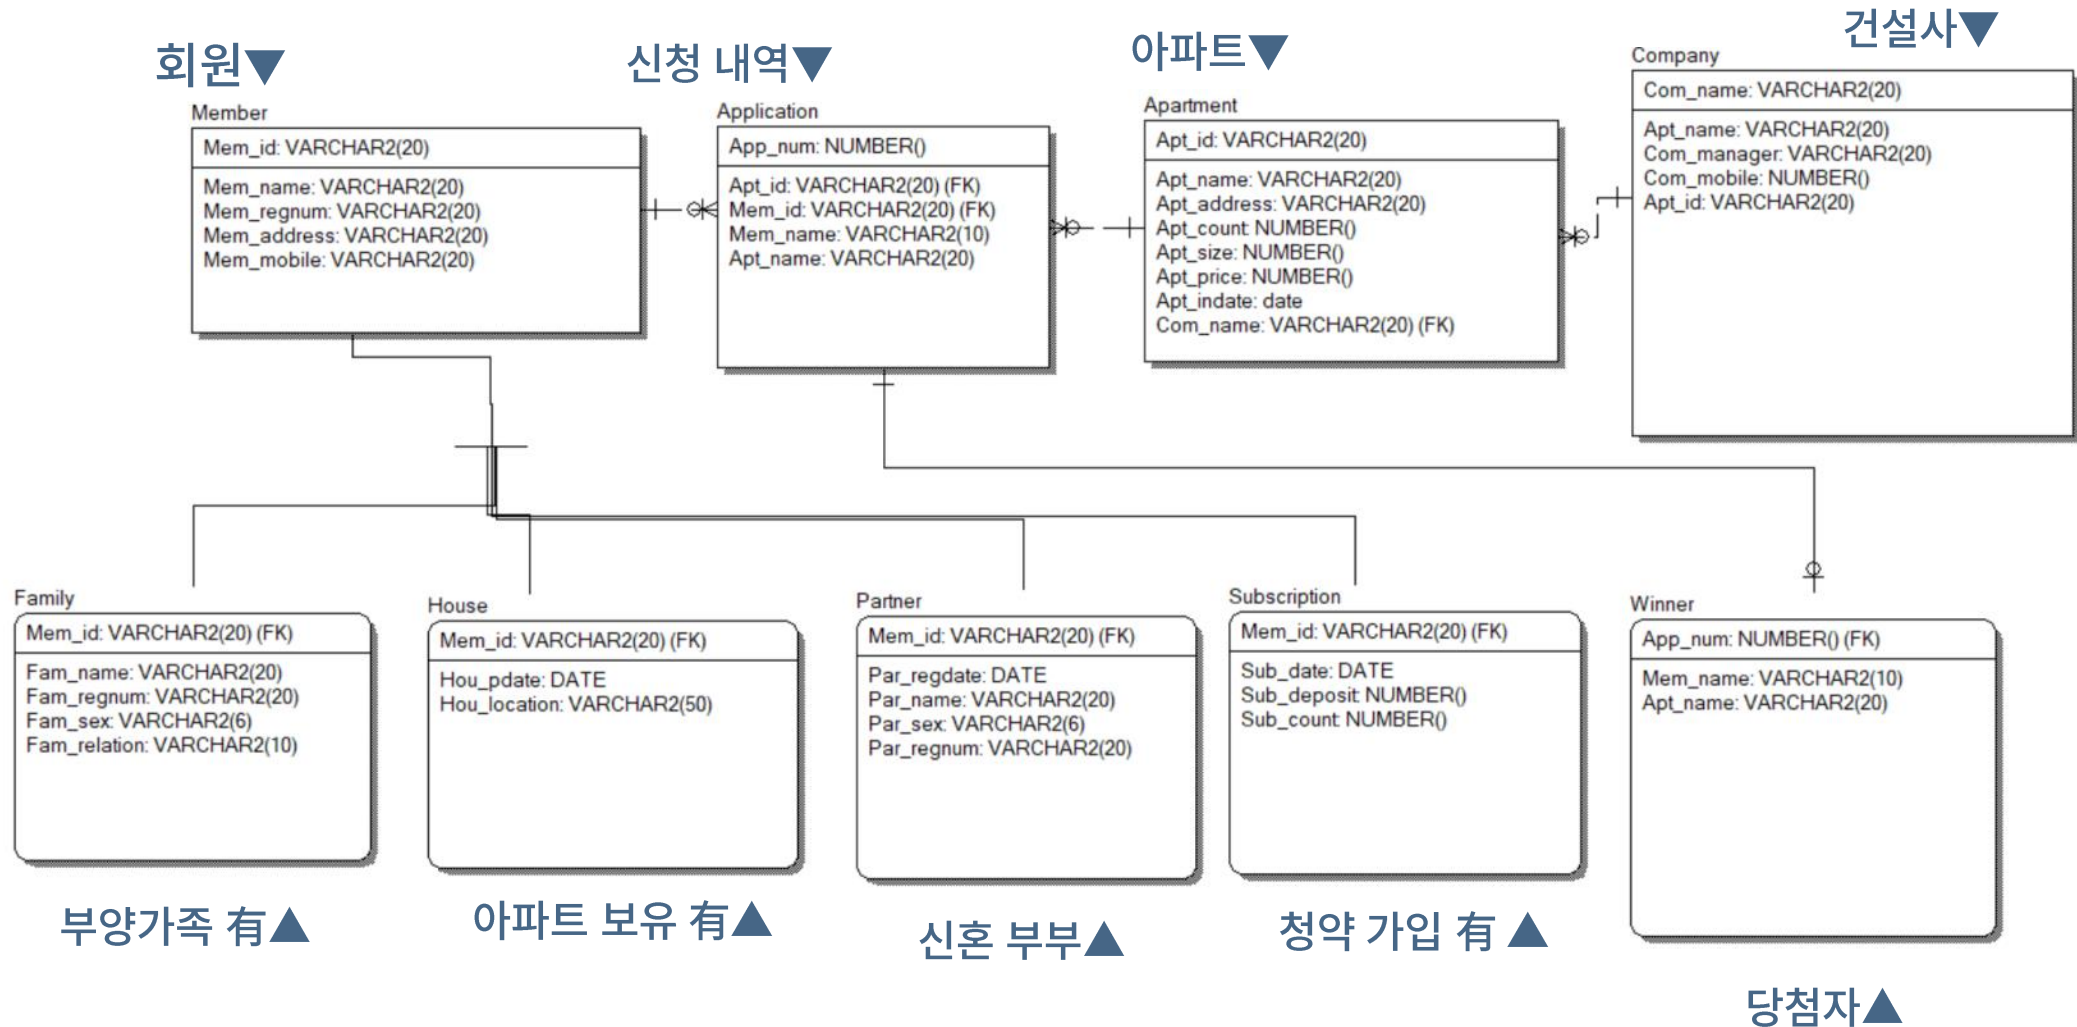 회원▼
Member
Mem_id: VARCHAR2(20)
Mem_name: VARCHAR2(20)
Mem_regnum: VARCHAR2(20)
Mem_address: VARCHAR2(20)
Mem_mobile: VARCHAR2(20)
신청 내역▼
Application
App_num: NUMBER()
Apt_id: VARCHAR2(20) (FK)
Mem_id: VARCHAR2(20) (FK)
Mem_name: VARCHAR2(10)
Apt_name: VARCHAR2(20)
아파트▼
Apartment
Apt_id: VARCHAR2(20)
Apt_name: VARCHAR2(20)
Apt_address: VARCHAR2(20)
Apt_count: NUMBER()
Apt_size: NUMBER()
Apt_price: NUMBER()
Apt_indate: date
Com_name: VARCHAR2(20) (FK)
건설사▼
Company
Com_name: VARCHAR2(20)
Apt_name: VARCHAR2(20)
Com_manager: VARCHAR2(20)
Com_mobile: NUMBER()
Apt_id: VARCHAR2(20)
Family
Mem_id: VARCHAR2(20) (FK)
Fam_name: VARCHAR2(20)
Fam_regnum: VARCHAR2(20)
Fam_sex: VARCHAR2(6)
Fam_relation: VARCHAR2(10)
부양가족 有▲
House
Mem_id: VARCHAR2(20) (FK)
Hou_pdate: DATE
Hou_location: VARCHAR2(50)
아파트 보유 有▲
Partner
Mem_id: VARCHAR2(20) (FK)
Par_regdate: DATE
Par_name: VARCHAR2(20)
Par_sex: VARCHAR2(6)
Par_regnum: VARCHAR2(20)
신혼 부부▲
Subscription
Mem_id: VARCHAR2(20) (FK)
Sub_date: DATE
Sub_deposit: NUMBER()
Sub_count: NUMBER()
청약 가입 有 ▲
Winner
App_num: NUMBER() (FK)
Mem_name: VARCHAR2(10)
Apt_name: VARCHAR2(20)
당첨자▲